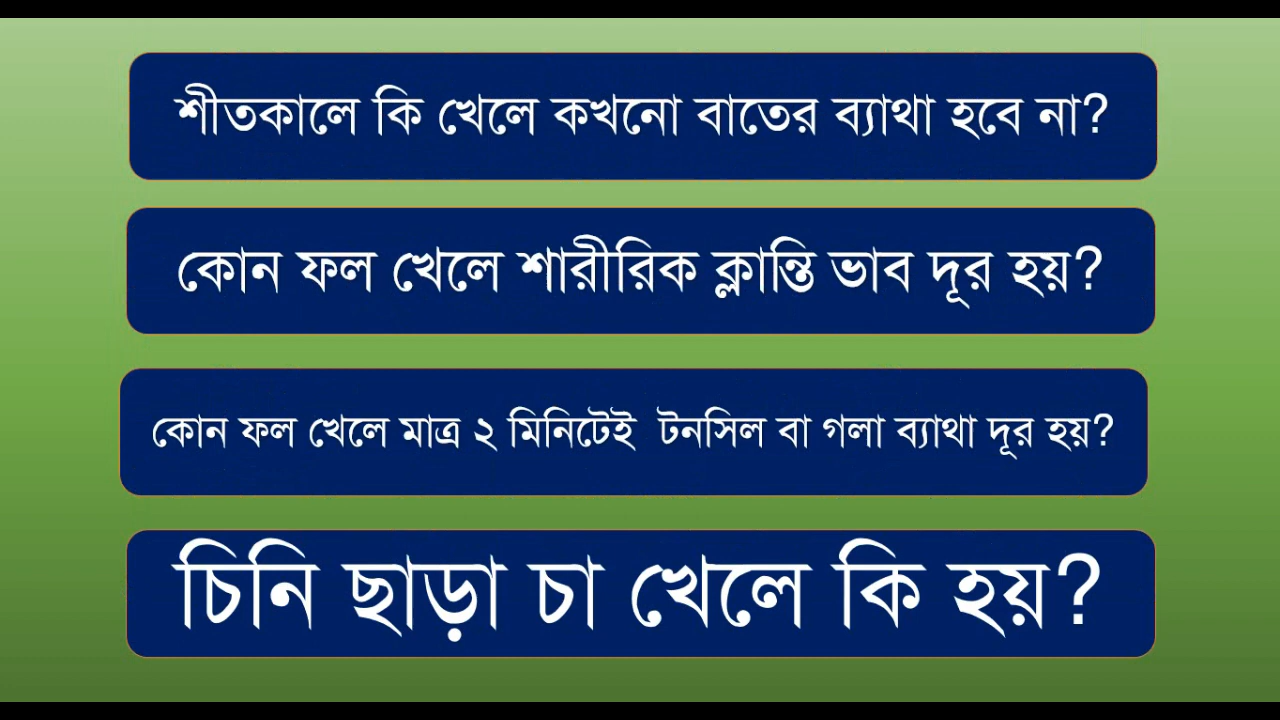 শীতকালে কি খেলে কখনো বাতের ব্যাথা হবে না?
কোন ফল খেলে শারীরিক ক্লান্তি ভাব দূর হয়?
কোন ফল খেলে মাত্র ২ মিনিটেই টনসিল বা গলা ব্যাথা দূর হয়?
চিনি ছাড়া চা খেলে কি হয়?